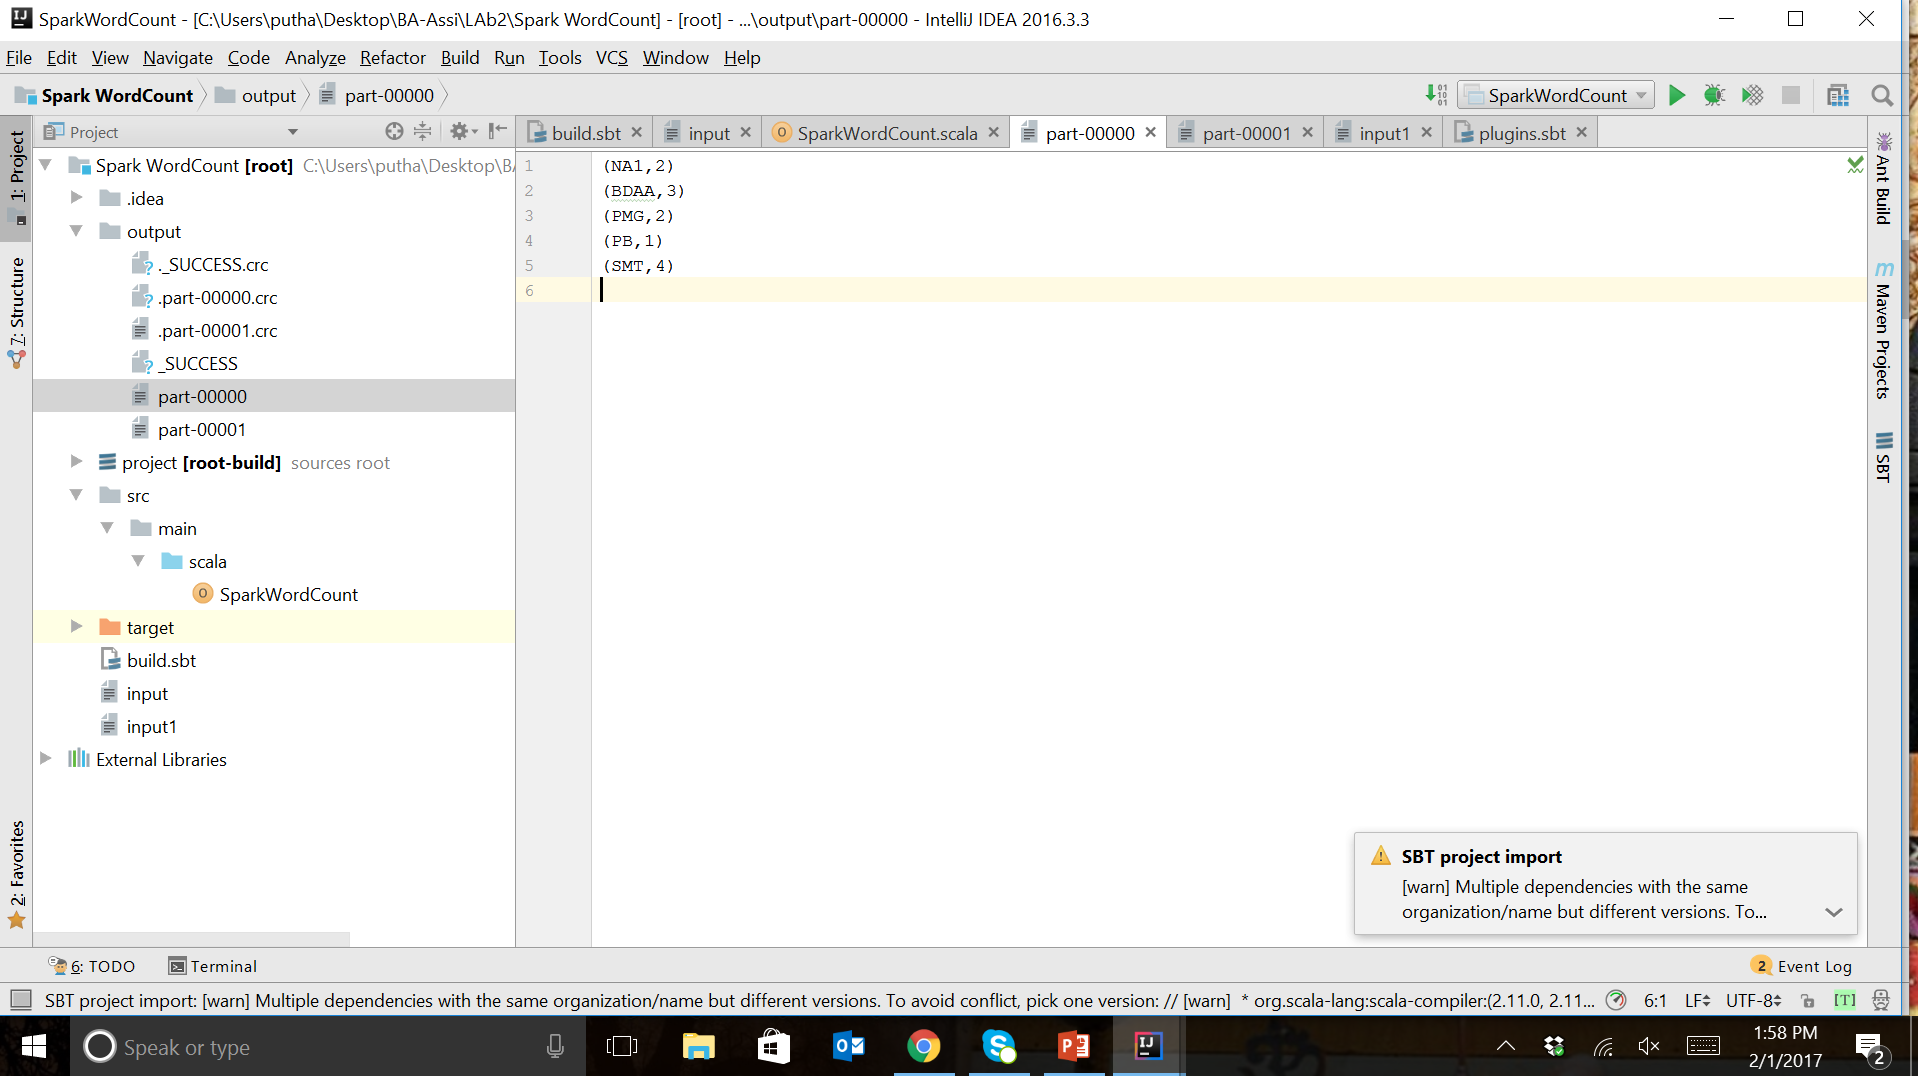 SparkWordCount - [C:\Users\putha\Desktop\BA-Assi\LAb2\Spark WordCount] - [root] - ...\output\part-00000 - IntelliJ IDEA 2016.3.3
File Edit View Navigate Code Analyze Refactor Build Run Tools VCS Window Help
Spark WordCount output part-00000 SparkWordCount
Project
build.sbt input SparkWordCount.scala part-00000 part-00001 input1 plugins.sbt
1: Project
7: Structure
2: Favorites
Spark WordCount [root] C:\Users\putha\Desktop\BA
.idea
output
._SUCCESS.crc
.part-00000.crc
.part-00001.crc
_SUCCESS
part-00000
part-00001
project [root-build] sources root
src
main
scala
SparkWordCount
target
build.sbt
input
input1
External Libraries
1 (NA1,2)
2 (BDAA,3)
3 (PMG,2)
4 (PB,1)
5 (SMT,4)
6
Ant Build
Maven Projects
SBT
SBT project import
[warn] Multiple dependencies with the same
organization/name but different versions. To...
6: TODO Terminal 2 Event Log
SBT project import: [warn] Multiple dependencies with the same organization/name but different versions. To avoid conflict, pick one version: // [warn] * org.scala-lang:scala-compiler:(2.11.0, 2.11... 6:1 LF UTF-8 [T]
Speak or type
1:58 PM
2/1/2017
2